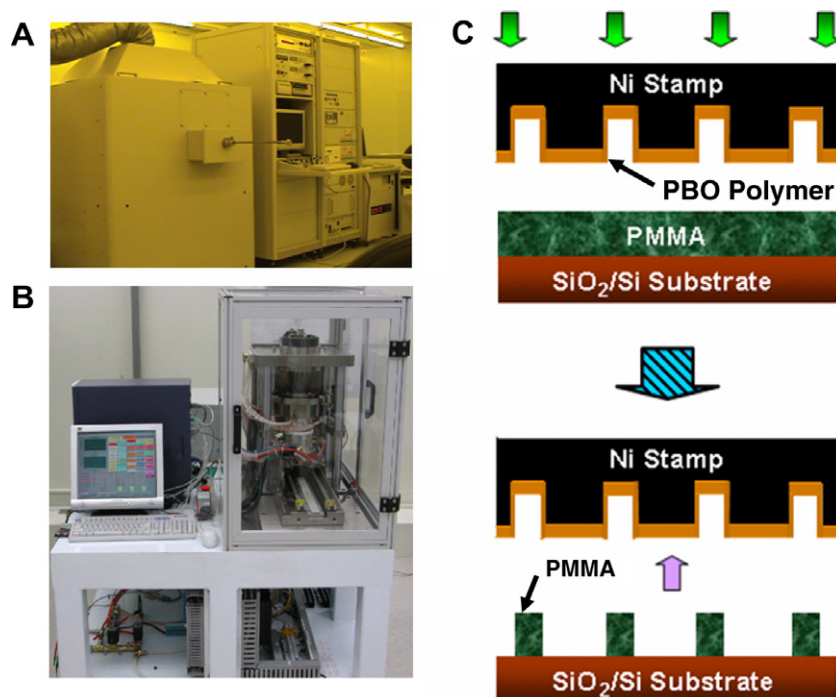 A
B
C
Ni Stamp
PBO Polymer
PMMA
SiO₂/Si Substrate
Ni Stamp
PMMA
SiO₂/Si Substrate